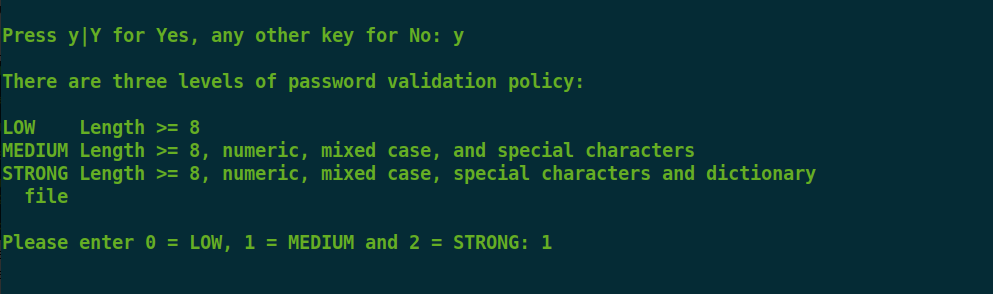 Press y|Y for Yes, any other key for No: y
There are three levels of password validation policy:
LOW    Length >= 8
MEDIUM Length >= 8, numeric, mixed case, and special characters
STRONG Length >= 8, numeric, mixed case, special characters and dictionary
  file
Please enter 0 = LOW, 1 = MEDIUM and 2 = STRONG: 1